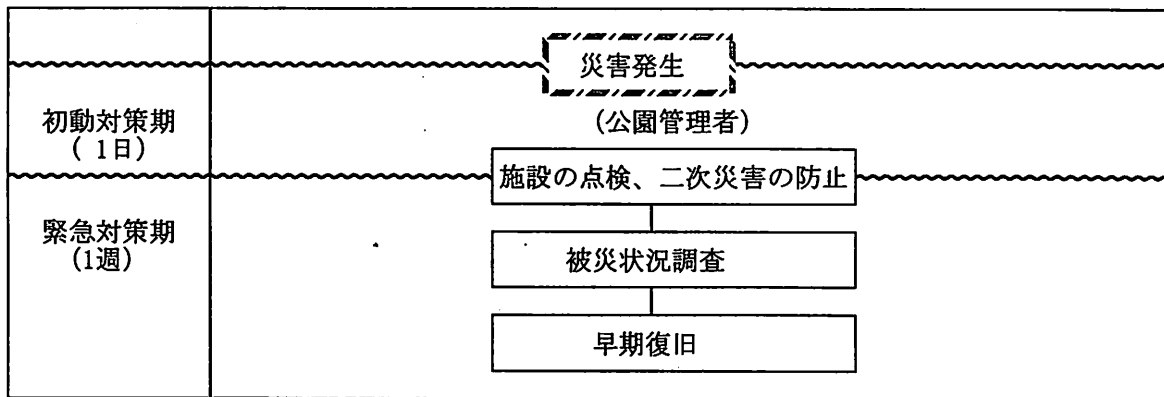 災害発生
初動対策期
( 1日)
(公園管理者)
施設の点検、二次災害の防止
緊急対策期
(1週)
被災状況調査
早期復旧